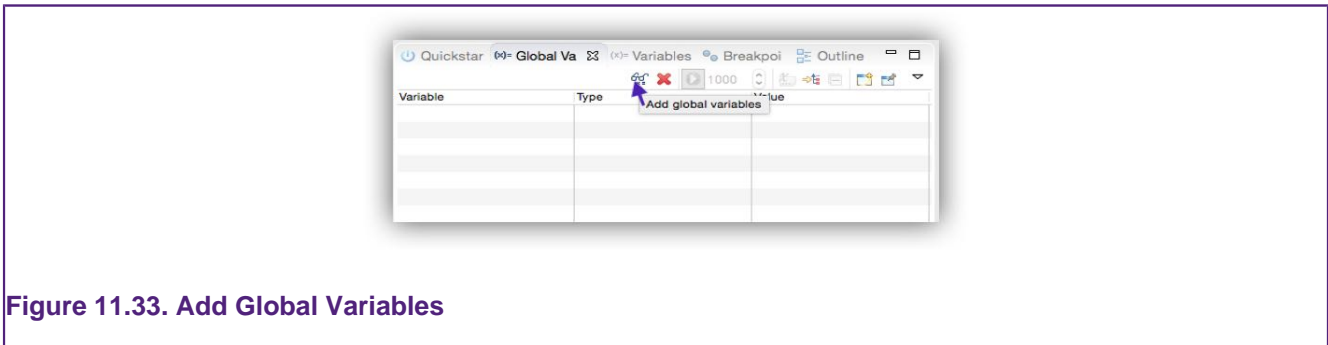 Quickstar (x)= Global Va (x)= Variables Breakpoi Outline
1000
Variable Type Value
Add global variables
Figure 11.33. Add Global Variables